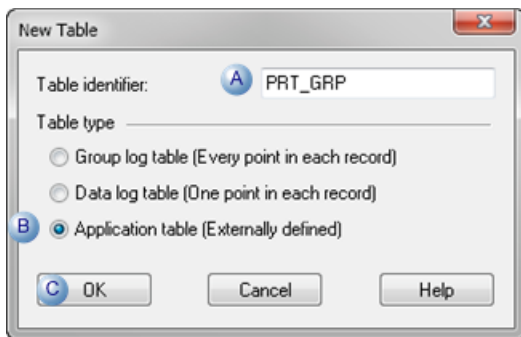 New Table
Table identifier: A PRT_GRP
Table type
Group log table (Every point in each record)
Data log table (One point in each record)
B Application table (Externally defined)
C OK Cancel Help